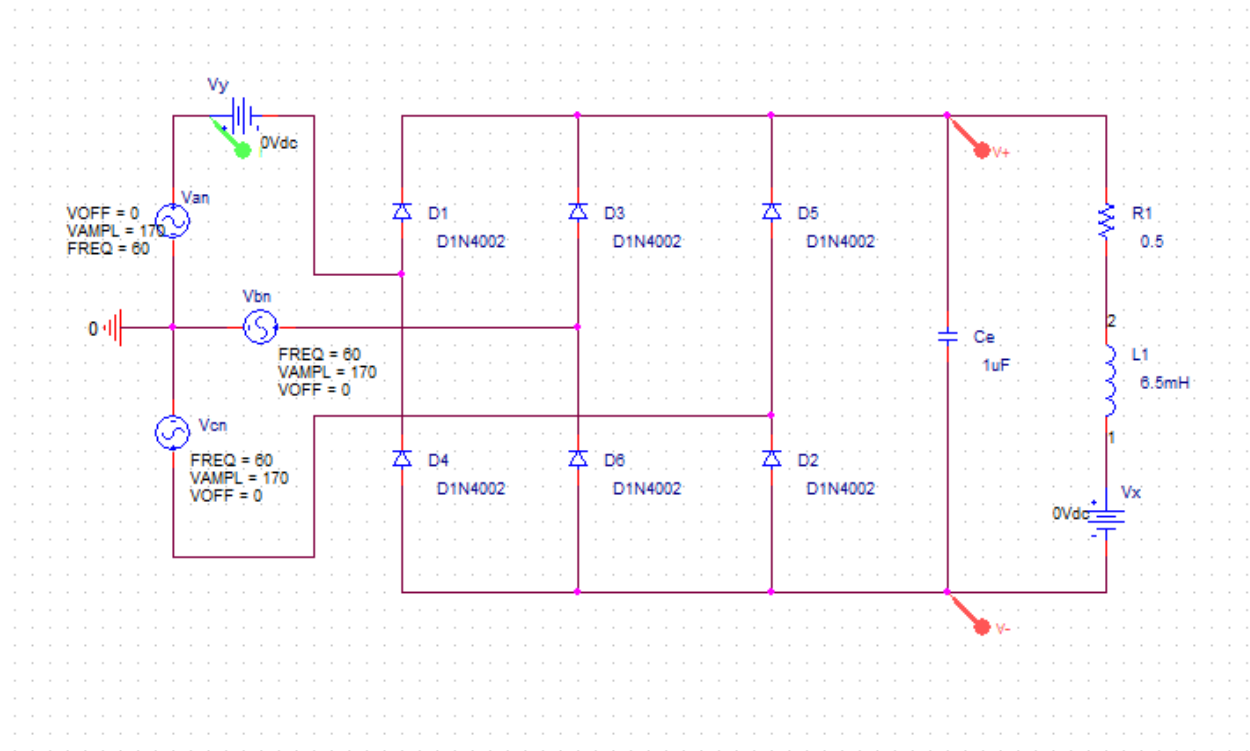 Vy
0Vdc
Van
VOFF = 0
VAMPL = 170
FREQ = 60
0
Vbn
FREQ = 60
VAMPL = 170
VOFF = 0
Vcn
FREQ = 60
VAMPL = 170
VOFF = 0
D1
D1N4002
D3
D1N4002
D5
D1N4002
D4
D1N4002
D6
D1N4002
D2
D1N4002
V+
R1
0.5
Ce
1uF
2
L1
6.5mH
1
Vx
0Vdc
V-